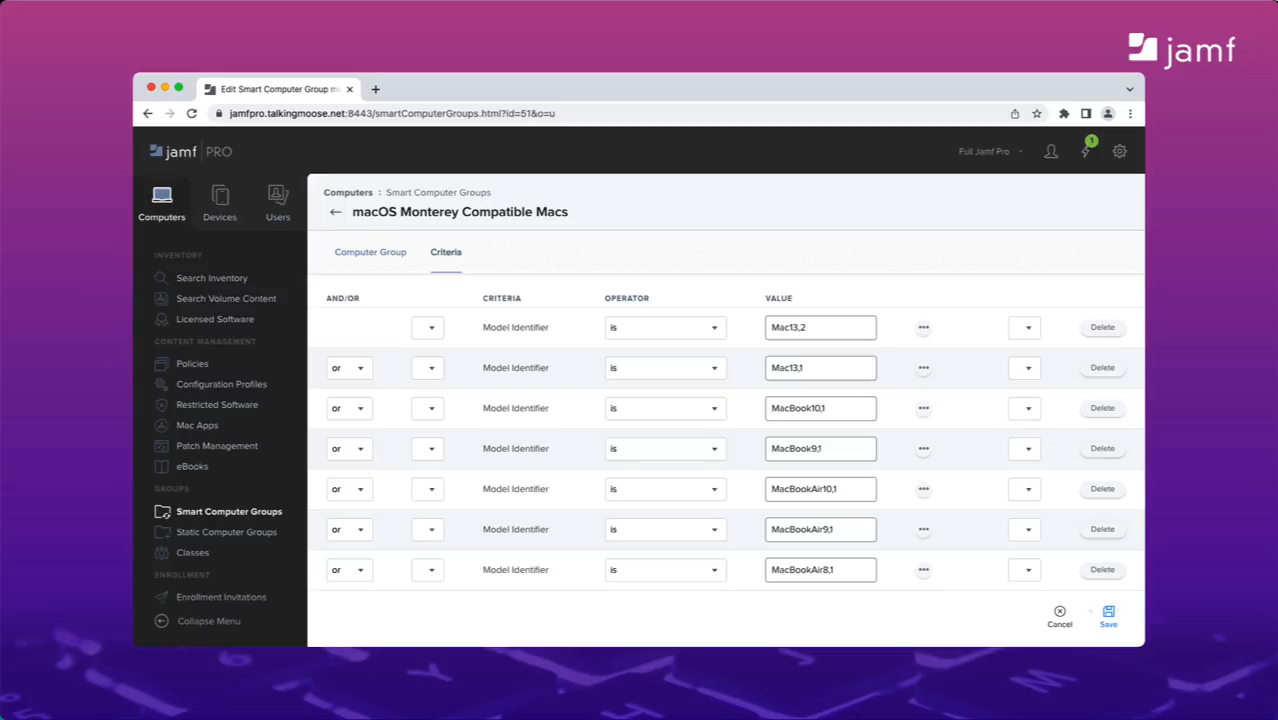 jamf
Edit Smart Computer Group m
jamfpro.talkingmoose.net:8443/smartComputerGroups.html?id=51&o=u
jamf PRO
Full Jamf Pro
1
Computers
Devices
Users
INVENTORY
Search Inventory
Search Volume Content
Licensed Software
CONTENT MANAGEMENT
Policies
Configuration Profiles
Restricted Software
Mac Apps
Patch Management
eBooks
GROUPS
Smart Computer Groups
Static Computer Groups
Classes
ENROLLMENT
Enrollment Invitations
Collapse Menu
Computers : Smart Computer Groups
← macOS Monterey Compatible Macs
Computer Group Criteria
AND/OR CRITERIA OPERATOR VALUE
Model Identifier is Mac13,2 ••• Delete
or Model Identifier is Mac13,1 ••• Delete
or Model Identifier is MacBook10,1 ••• Delete
or Model Identifier is MacBook9,1 ••• Delete
or Model Identifier is MacBookAir10,1 ••• Delete
or Model Identifier is MacBookAir9,1 ••• Delete
or Model Identifier is MacBookAir8,1 ••• Delete
Cancel Save